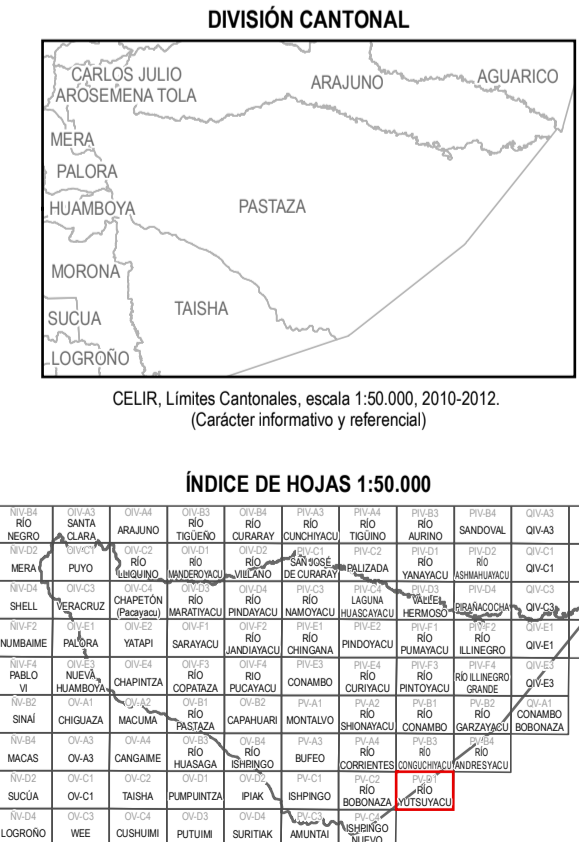 DIVISIÓN CANTONAL
CARLOS JULIO
AROSEMENA TOLA
ARAJUNO
AGUARICO
MERA
PALORA
HUAMBOYA
PASTAZA
MORONA
TAISHA
SUCUA
LOGROÑO
CELIR, Límites Cantonales, escala 1:50.000, 2010-2012.
(Carácter informativo y referencial)
ÍNDICE DE HOJAS 1:50.000
ÑIV-B4 OIV-A3 OIV-A4 OIV-B3 OIV-B4 PIV-A3 PIV-A4 PIV-B3 PIV-B4 QIV-A3
RÍO NEGRO SANTA CLARA ARAJUNO RÍO TIGÜEÑO RÍO CURARAY RÍO CUNCHIYACU RÍO TIGÜINO RÍO AURINO SANDOVAL QIV-A3
ÑIV-D2 OIV-C1 OIV-C2 OIV-D1 OIV-D2 PIV-C1 PIV-C2 PIV-D1 PIV-D2 QIV-C1
MERA PUYO RÍO LLIQUINO RÍO MANDEROYACU RÍO VILLANO SAN JOSÉ DE CURARAY PALIZADA RÍO YANAYACU RÍO ASHMAHUAYACU QIV-C1
ÑIV-D4 OIV-C3 OIV-C4 OIV-D3 OIV-D4 PIV-C3 PIV-C4 PIV-D3 PIV-D4 QIV-C3
SHELL VERACRUZ CHAPETÓN (Pacayacu) RÍO MARATIYACU RÍO PINDAYACU RÍO NAMOYACU LAGUNA HUASCAYACU VALLE HERMOSO PIRAÑACOCHA QIV-C3
ÑIV-F2 OIV-E1 OIV-E2 OIV-F1 OIV-F2 PIV-E1 PIV-E2 PIV-F1 PIV-F2 QIV-E1
NUMBAIME PALORA YATAPI SARAYACU RÍO JANDIAYACU RÍO CHINGANA PINDOYACU RÍO PUMAYACU RÍO ILLINEGRO QIV-E1
ÑIV-F4 OIV-E3 OIV-E4 OIV-F3 OIV-F4 PIV-E3 PIV-E4 PIV-F3 PIV-F4 QIV-E3
PABLO VI NUEVA HUAMBOYA CHAPINTZA RÍO COPATAZA RIO PUCAYACU CONAMBO RÍO CURIYACU RÍO PINTOYACU RÍO ILLINEGRO GRANDE QIV-E3
ÑV-B2 OV-A1 OV-A2 OV-B1 OV-B2 PV-A1 PV-A2 PV-B1 PV-B2 QV-A1
SINAÍ CHIGUAZA MACUMA RÍO PASTAZA CAPAHUARI MONTALVO RÍO SHIONAYACU RÍO CONAMBO RÍO GARZAYACU CONAMBO BOBONAZA
ÑV-B4 OV-A3 OV-A4 OV-B3 OV-B4 PV-A3 PV-A4 PV-B3 PV-B4
MACAS OV-A3 CANGAIME RÍO HUASAGA RÍO ISHPINGO BUFEO RÍO CORRIENTES RÍO CONGUCHIYACU RÍO ANDRESYACU
ÑV-D2 OV-C1 OV-C2 OV-D1 OV-D2 PV-C1 PV-C2 PV-D1
SUCÚA OV-C1 TAISHA PUMPUINTZA IPIAK ISHPINGO RÍO BOBONAZA RÍO YUTSUYACU
ÑV-D4 OV-C3 OV-C4 OV-D3 OV-D4 PV-C3 PV-C4
LOGROÑO WEE CUSHUIMI PUTUIMI SURITIAK AMUNTAI ISHPINGO NUEVO